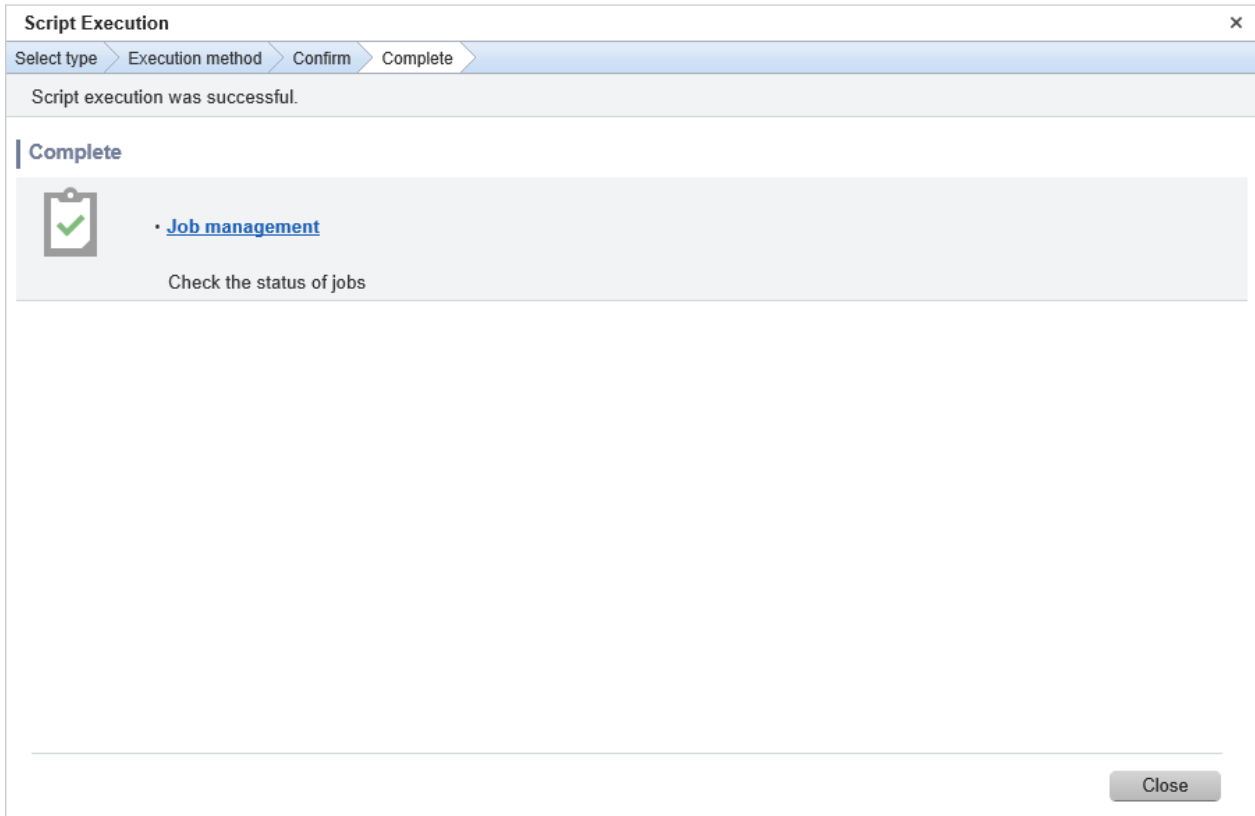 Script Execution ×
Select type Execution method Confirm Complete
Script execution was successful.
Complete
・Job management
Check the status of jobs
Close